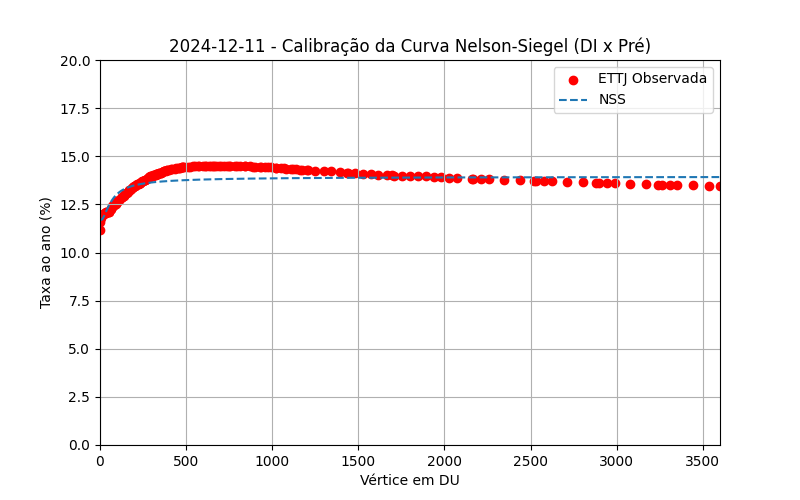 2024-12-11 - Calibração da Curva Nelson-Siegel (DI x Pré)
ETTJ Observada
NSS
Taxa ao ano (%)
20.0
17.5
15.0
12.5
10.0
7.5
5.0
2.5
0.0
0 500 1000 1500 2000 2500 3000 3500
Vértice em DU